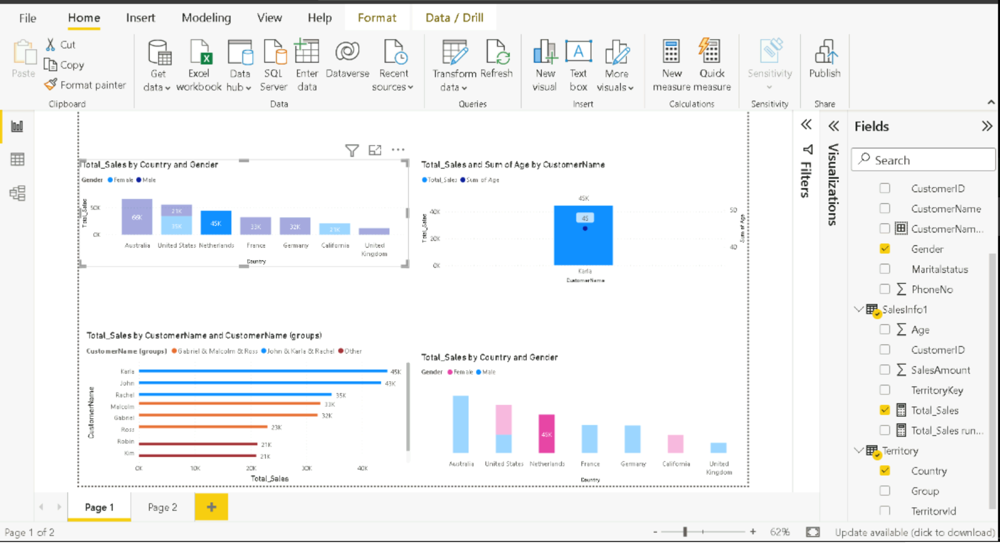 File Home Insert Modeling View Help Format Data / Drill
Paste
Cut
Copy
Format painter
Clipboard
Get data
Excel workbook
Data hub
SQL Server
Enter data
Dataverse
Recent sources
Data
Transform data
Refresh
Queries
New visual
Text box
More visuals
Insert
New measure
Quick measure
Calculations
Sensitivity
Sensitivity
Publish
Share
Total_Sales by Country and Gender
Gender Female Male
Total_Sales
50K
0K
66K
21K
35K
45K
33K
32K
21K
Australia United States Netherlands France Germany California United Kingdom
Country
Total_Sales and Sum of Age by CustomerName
Total_Sales Sum of Age
45K
45
Total_Sales
40K
20K
0K
50
40
Sum of Age
Karla
CustomerName
Total_Sales by CustomerName and CustomerName (groups)
CustomerName (groups) Gabriel & Malcolm & Ross John & Karla & Rachel Other
CustomerName
Karla 45K
John 43K
Rachel 35K
Malcolm 33K
Gabriel 32K
Ross 23K
Robin 21K
Kim 21K
0K 10K 20K 30K 40K
Total_Sales
Total_Sales by Country and Gender
Gender Female Male
45K
Australia United States Netherlands France Germany California United Kingdom
Country
Filters
Visualizations
Fields
Search
CustomerID
CustomerName
CustomerNam...
Gender
Maritalstatus
PhoneNo
SalesInfo1
Age
CustomerID
SalesAmount
TerritoryKey
Total_Sales
Total_Sales run...
Territory
Country
Group
TerritoryId
Page 1 Page 2 +
Page 1 of 2
- + 62%
Update available (click to download)